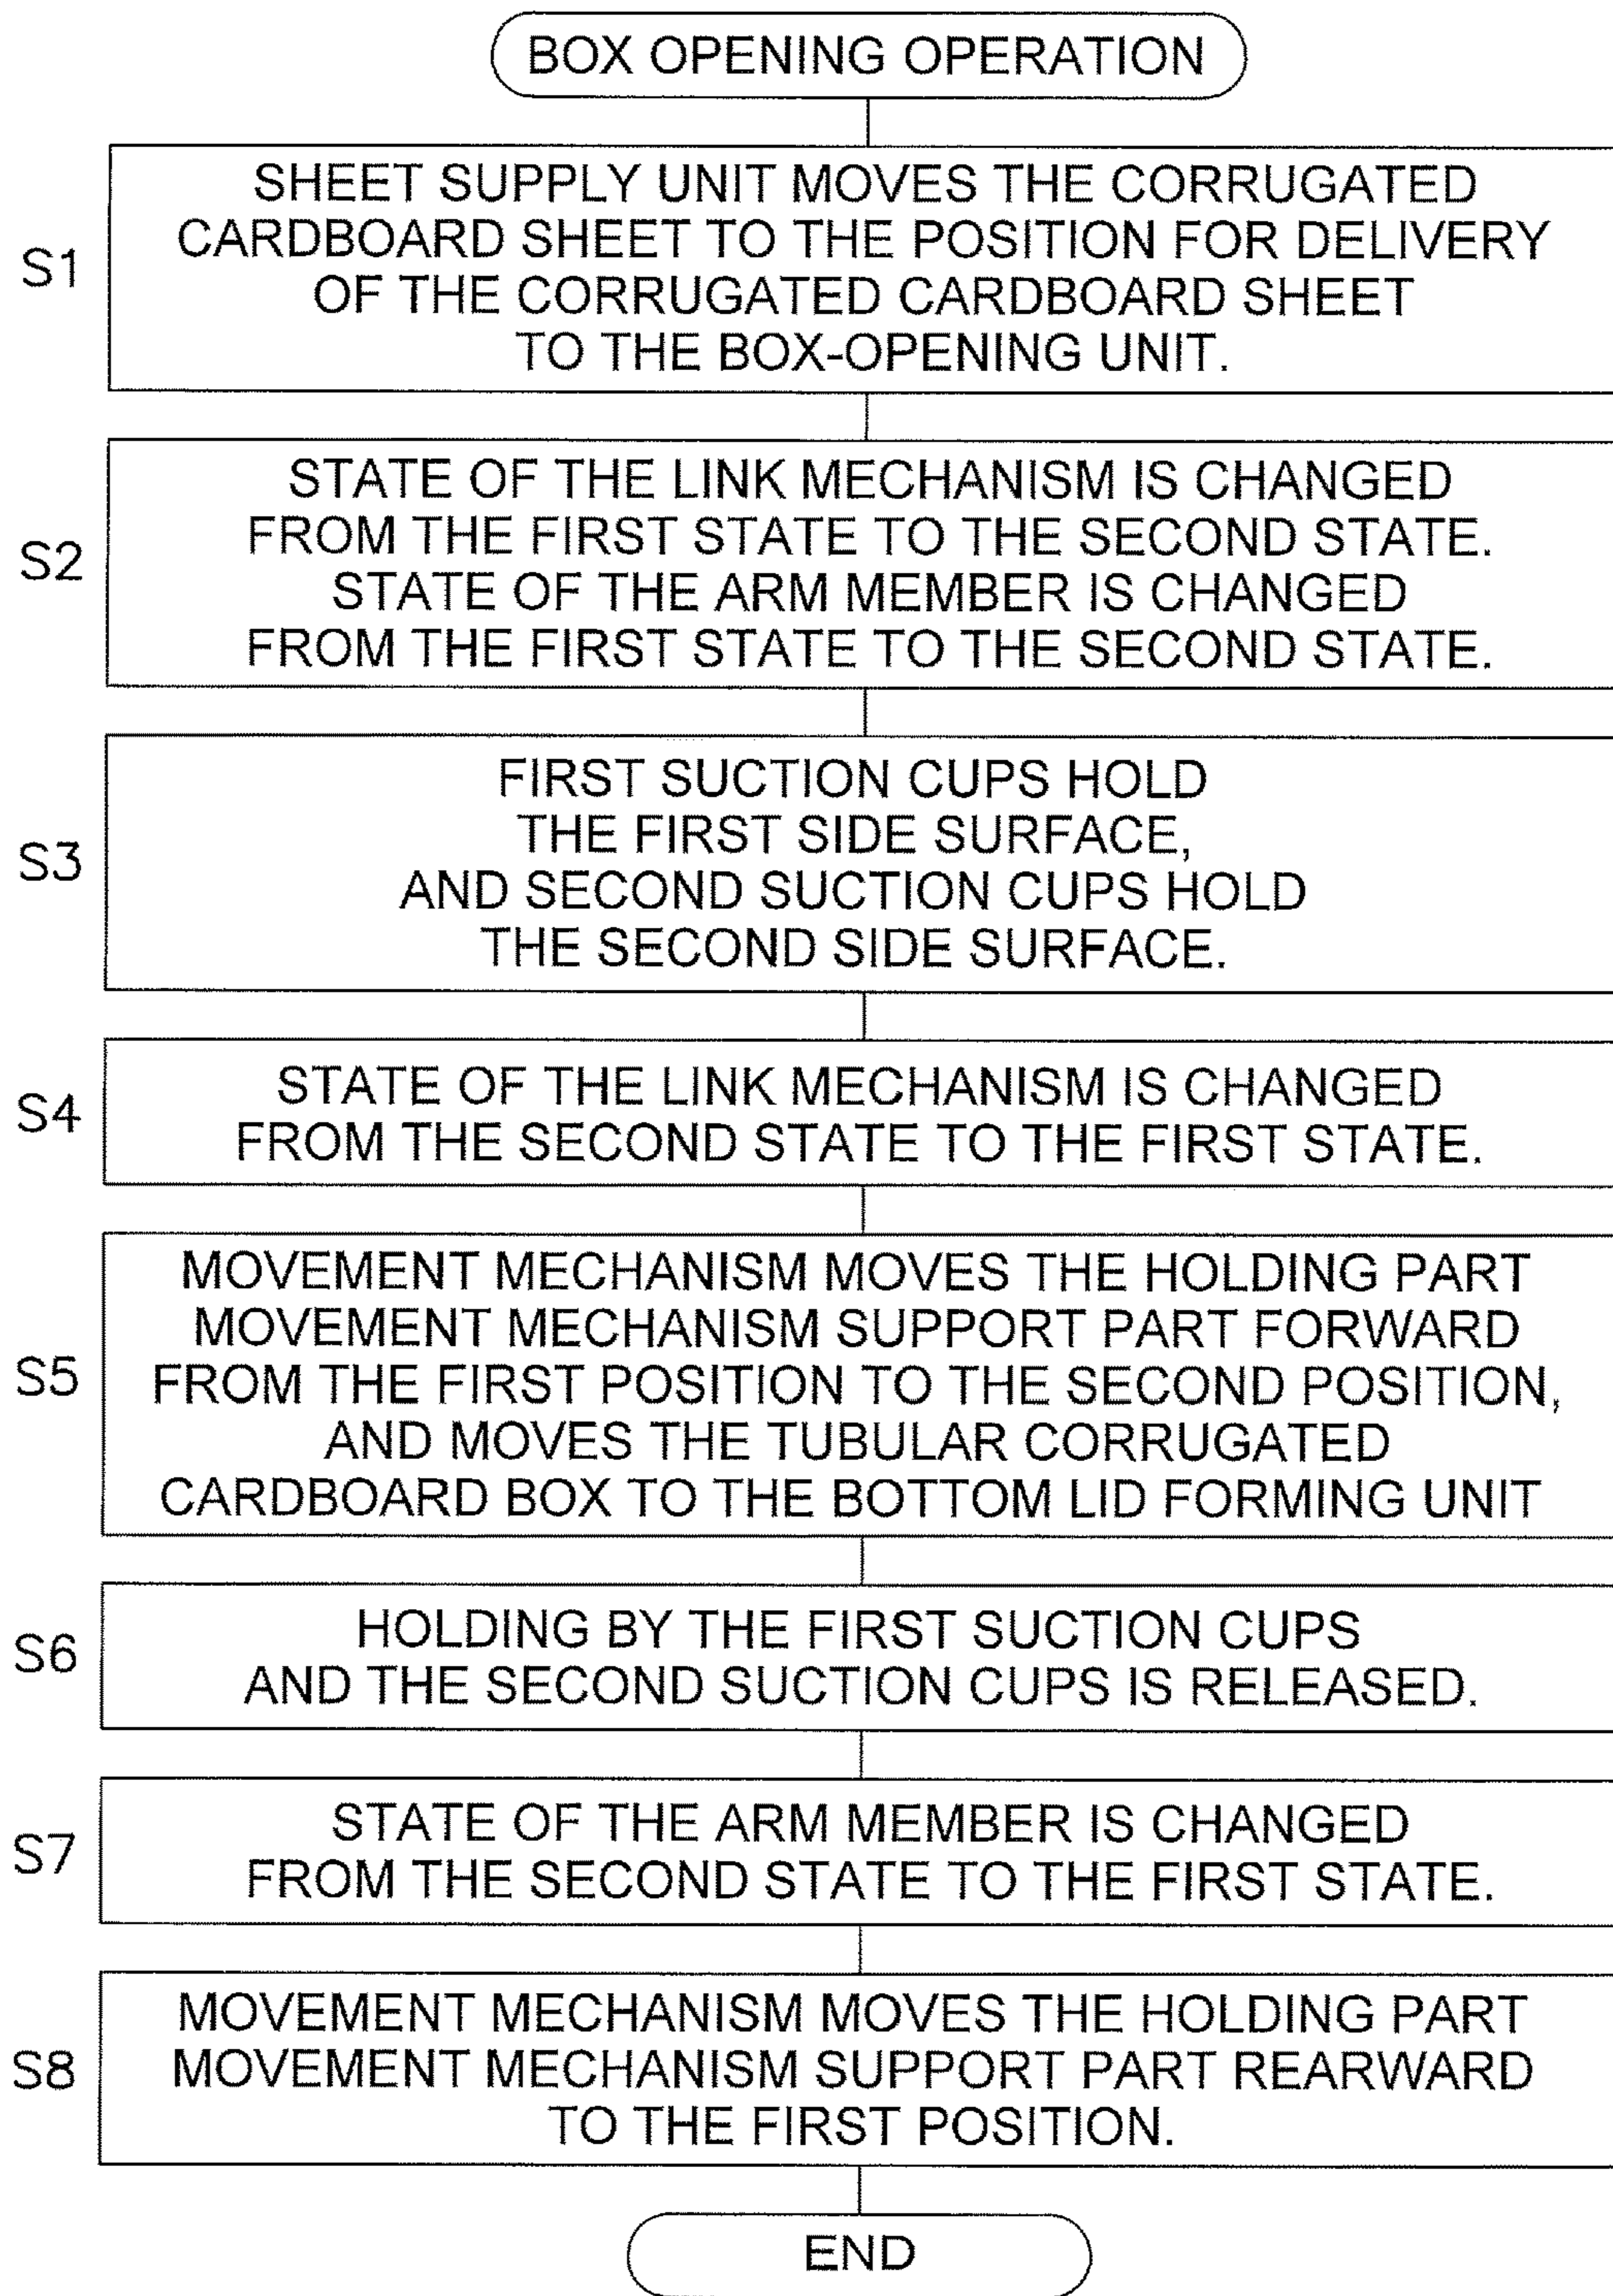 BOX OPENING OPERATION
S1
SHEET SUPPLY UNIT MOVES THE CORRUGATED
CARDBOARD SHEET TO THE POSITION FOR DELIVERY
OF THE CORRUGATED CARDBOARD SHEET
TO THE BOX-OPENING UNIT.
S2
STATE OF THE LINK MECHANISM IS CHANGED
FROM THE FIRST STATE TO THE SECOND STATE.
STATE OF THE ARM MEMBER IS CHANGED
FROM THE FIRST STATE TO THE SECOND STATE.
S3
FIRST SUCTION CUPS HOLD
THE FIRST SIDE SURFACE,
AND SECOND SUCTION CUPS HOLD
THE SECOND SIDE SURFACE.
S4
STATE OF THE LINK MECHANISM IS CHANGED
FROM THE SECOND STATE TO THE FIRST STATE.
S5
MOVEMENT MECHANISM MOVES THE HOLDING PART
MOVEMENT MECHANISM SUPPORT PART FORWARD
FROM THE FIRST POSITION TO THE SECOND POSITION,
AND MOVES THE TUBULAR CORRUGATED
CARDBOARD BOX TO THE BOTTOM LID FORMING UNIT
S6
HOLDING BY THE FIRST SUCTION CUPS
AND THE SECOND SUCTION CUPS IS RELEASED.
S7
STATE OF THE ARM MEMBER IS CHANGED
FROM THE SECOND STATE TO THE FIRST STATE.
S8
MOVEMENT MECHANISM MOVES THE HOLDING PART
MOVEMENT MECHANISM SUPPORT PART REARWARD
TO THE FIRST POSITION.
END